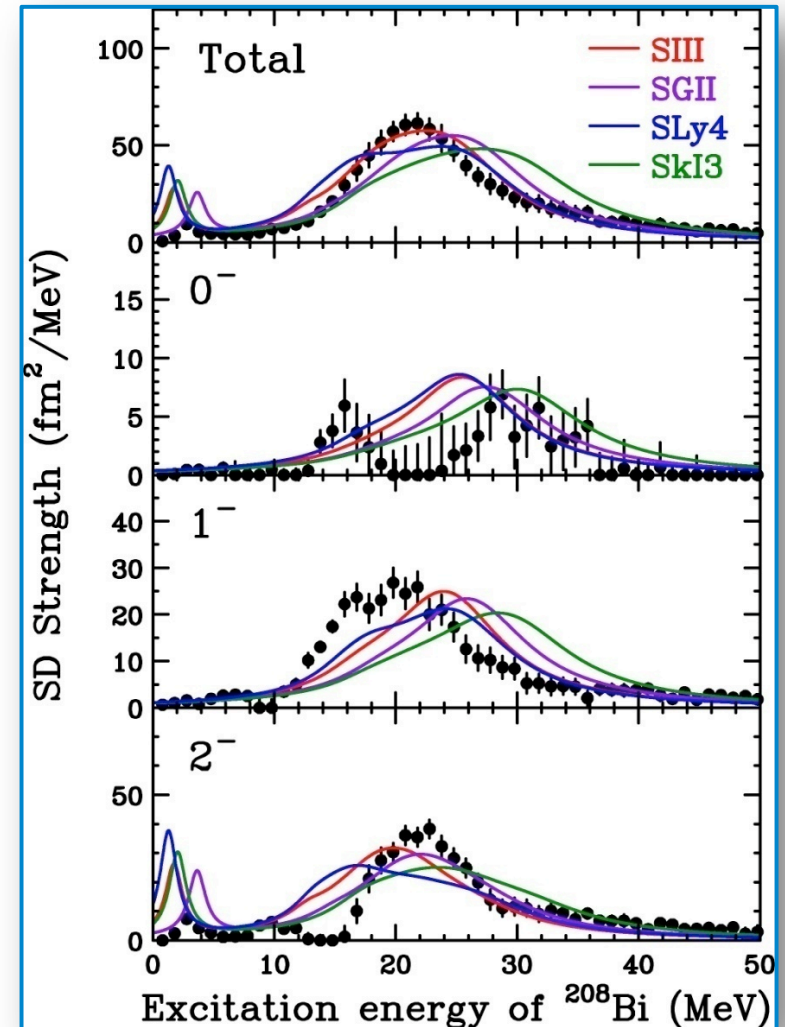 SD Strength (fm²/MeV)
100
50
0
Total
SIII
SGII
SLy4
SkI3
15
10
5
0
0⁻
40
30
20
10
0
1⁻
50
0
2⁻
0 10 20 30 40 50
Excitation energy of ²⁰⁸Bi (MeV)